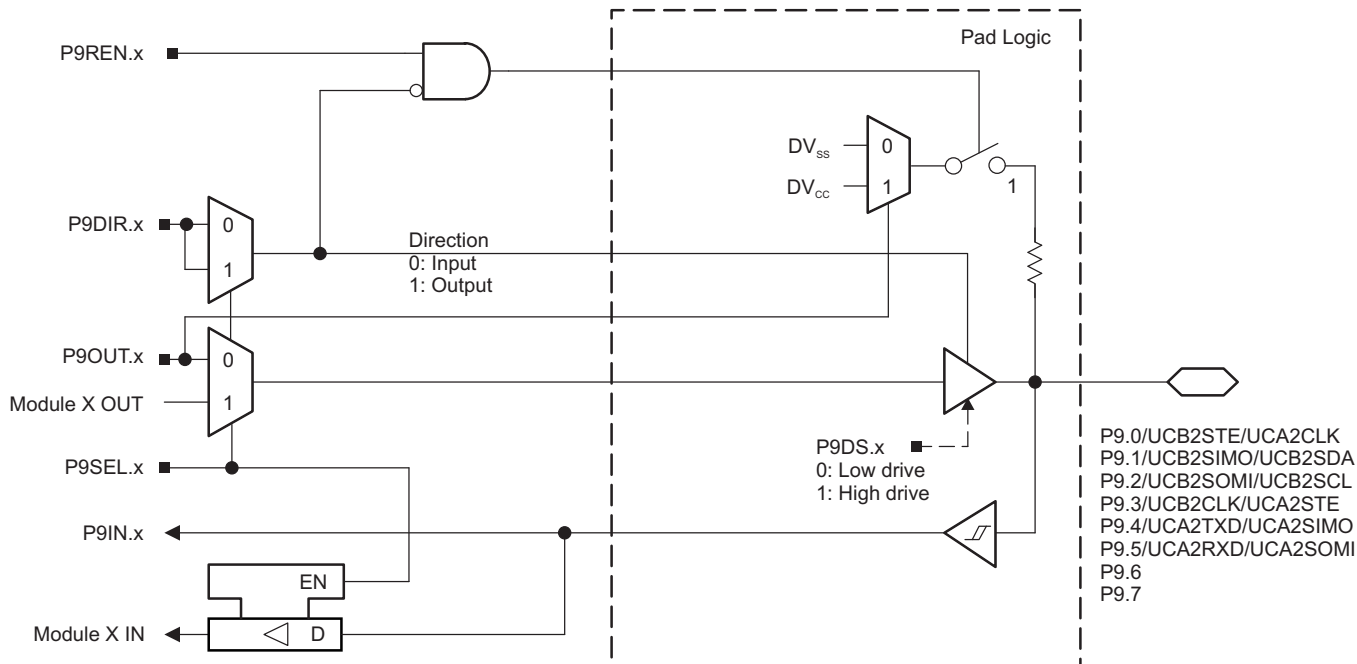 Pad Logic
P9REN.x
DVSS
0
DVCC
1
1
P9DIR.x
0
1
Direction
0: Input
1: Output
P9OUT.x
0
Module X OUT
1
P9SEL.x
P9DS.x
0: Low drive
1: High drive
P9IN.x
EN
Module X IN
D
P9.0/UCB2STE/UCA2CLK
P9.1/UCB2SIMO/UCB2SDA
P9.2/UCB2SOMI/UCB2SCL
P9.3/UCB2CLK/UCA2STE
P9.4/UCA2TXD/UCA2SIMO
P9.5/UCA2RXD/UCA2SOMI
P9.6
P9.7